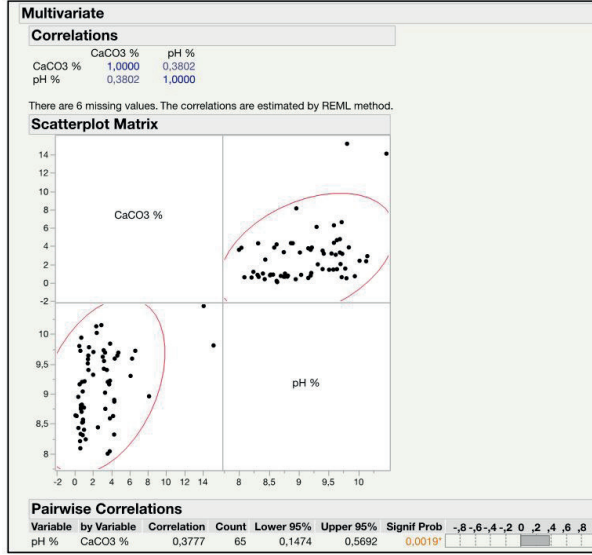 Multivariate
Correlations
CaCO3 % pH %
CaCO3 % 1,0000 0,3802
pH % 0,3802 1,0000
There are 6 missing values. The correlations are estimated by REML method.
Scatterplot Matrix
14
12
10
8
6
4
2
0
-2
CaCO3 %
10
9,5
9
8,5
8
pH %
-2 0 2 4 6 8 10 12 14
8 8,5 9 9,5 10
Pairwise Correlations
Variable by Variable Correlation Count Lower 95% Upper 95% Signif Prob -,8 -,6 -,4 -,2 0 ,2 ,4 ,6 ,8
pH % CaCO3 % 0,3777 65 0,1474 0,5692 0,0019*